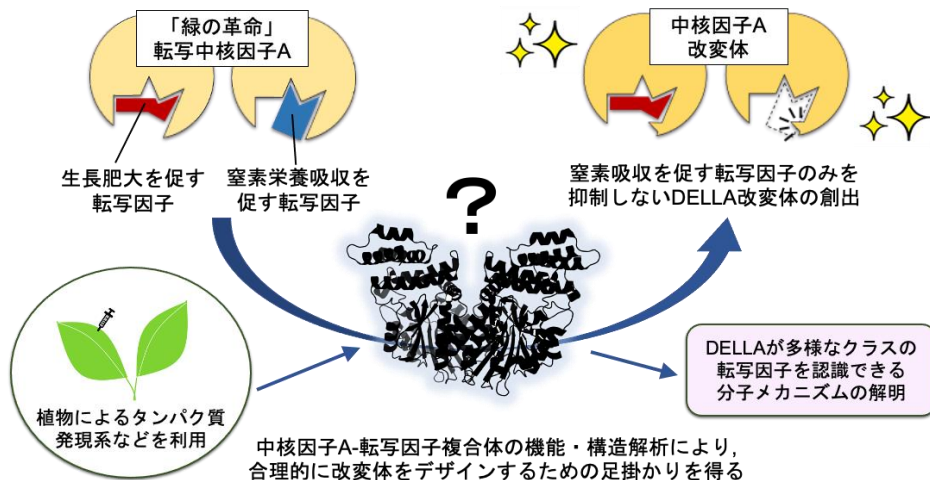 「緑の革命」
転写中核因子A
中核因子A
改変体
生長肥大を促す
転写因子
窒素栄養吸収を
促す転写因子
窒素吸収を促す転写因子のみを
抑制しないDELLA改変体の創出
?
植物によるタンパク質
発現系などを利用
DELLAが多様なクラスの
転写因子を認識できる
分子メカニズムの解明
中核因子A-転写因子複合体の機能・構造解析により,
合理的に改変体をデザインするための足掛かりを得る